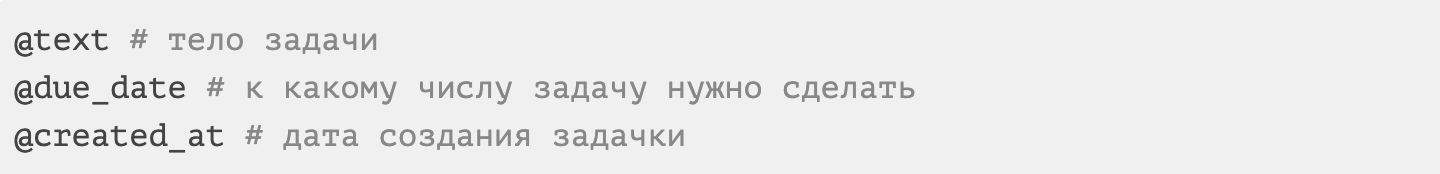 @text # тело задачи
@due_date # к какому числу задачу нужно сделать
@created_at # дата создания задачки